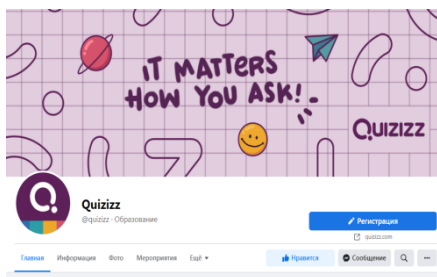 IT MATTERS
HOW YOU ASK!
QUIZIZZ
Quizizz
@quizizz · Образование
Регистрация
quizizz.com
Главная Информация Фото Мероприятия Ещё
Нравится Сообщение